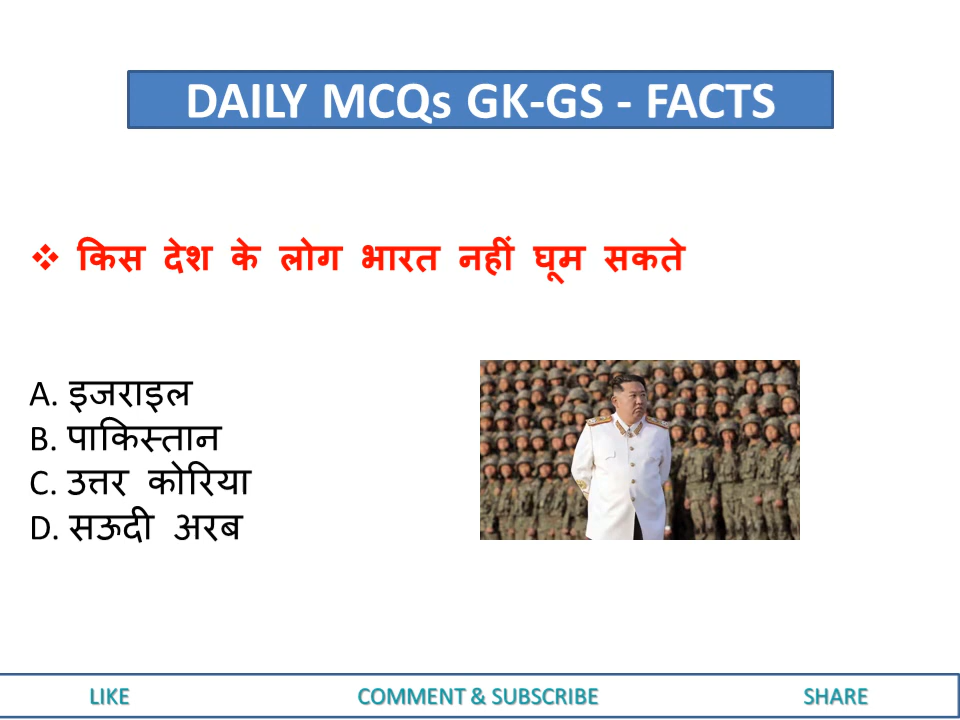 DAILY MCQs GK-GS - FACTS
❖ किस देश के लोग भारत नहीं घूम सकते
A. इजराइल
B. पाकिस्तान
C. उत्तर कोरिया
D. सऊदी अरब
LIKE COMMENT & SUBSCRIBE SHARE